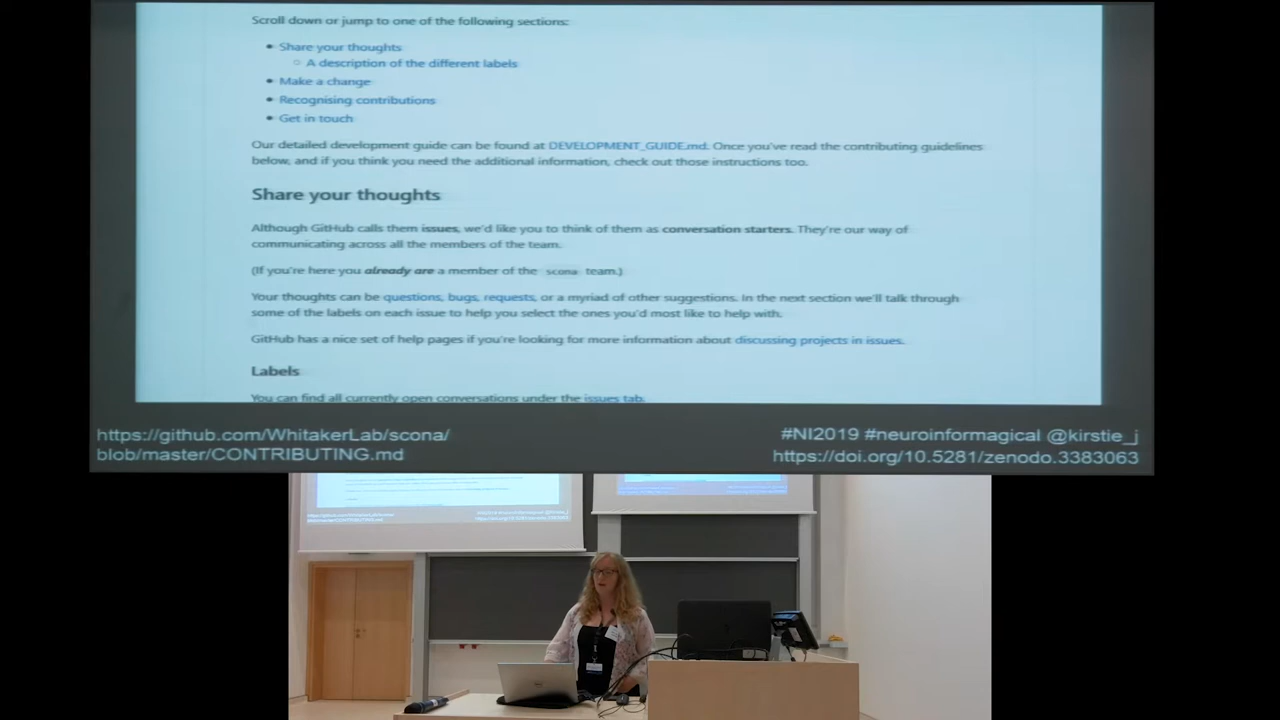 Scroll down or jump to one of the following sections:
Share your thoughts
A description of the different labels
Make a change
Recognising contributions
Get in touch
Our detailed development guide can be found at DEVELOPMENT_GUIDE.md. Once you've read the contributing guidelines
below, and if you think you need the additional information, check out those instructions too.
Share your thoughts
Although GitHub calls them issues, we'd like you to think of them as conversation starters. They're our way of
communicating across all the members of the team.
(If you're here you already are a member of the scona team.)
Your thoughts can be questions, bugs, requests, or a myriad of other suggestions. In the next section we'll talk through
some of the labels on each issue to help you select the ones you'd most like to help with.
GitHub has a nice set of help pages if you're looking for more information about discussing projects in issues.
Labels
You can find all currently open conversations under the issues tab.
https://github.com/WhitakerLab/scona/
blob/master/CONTRIBUTING.md
#NI2019 #neuroinformagical @kirstie_j
https://doi.org/10.5281/zenodo.3383063